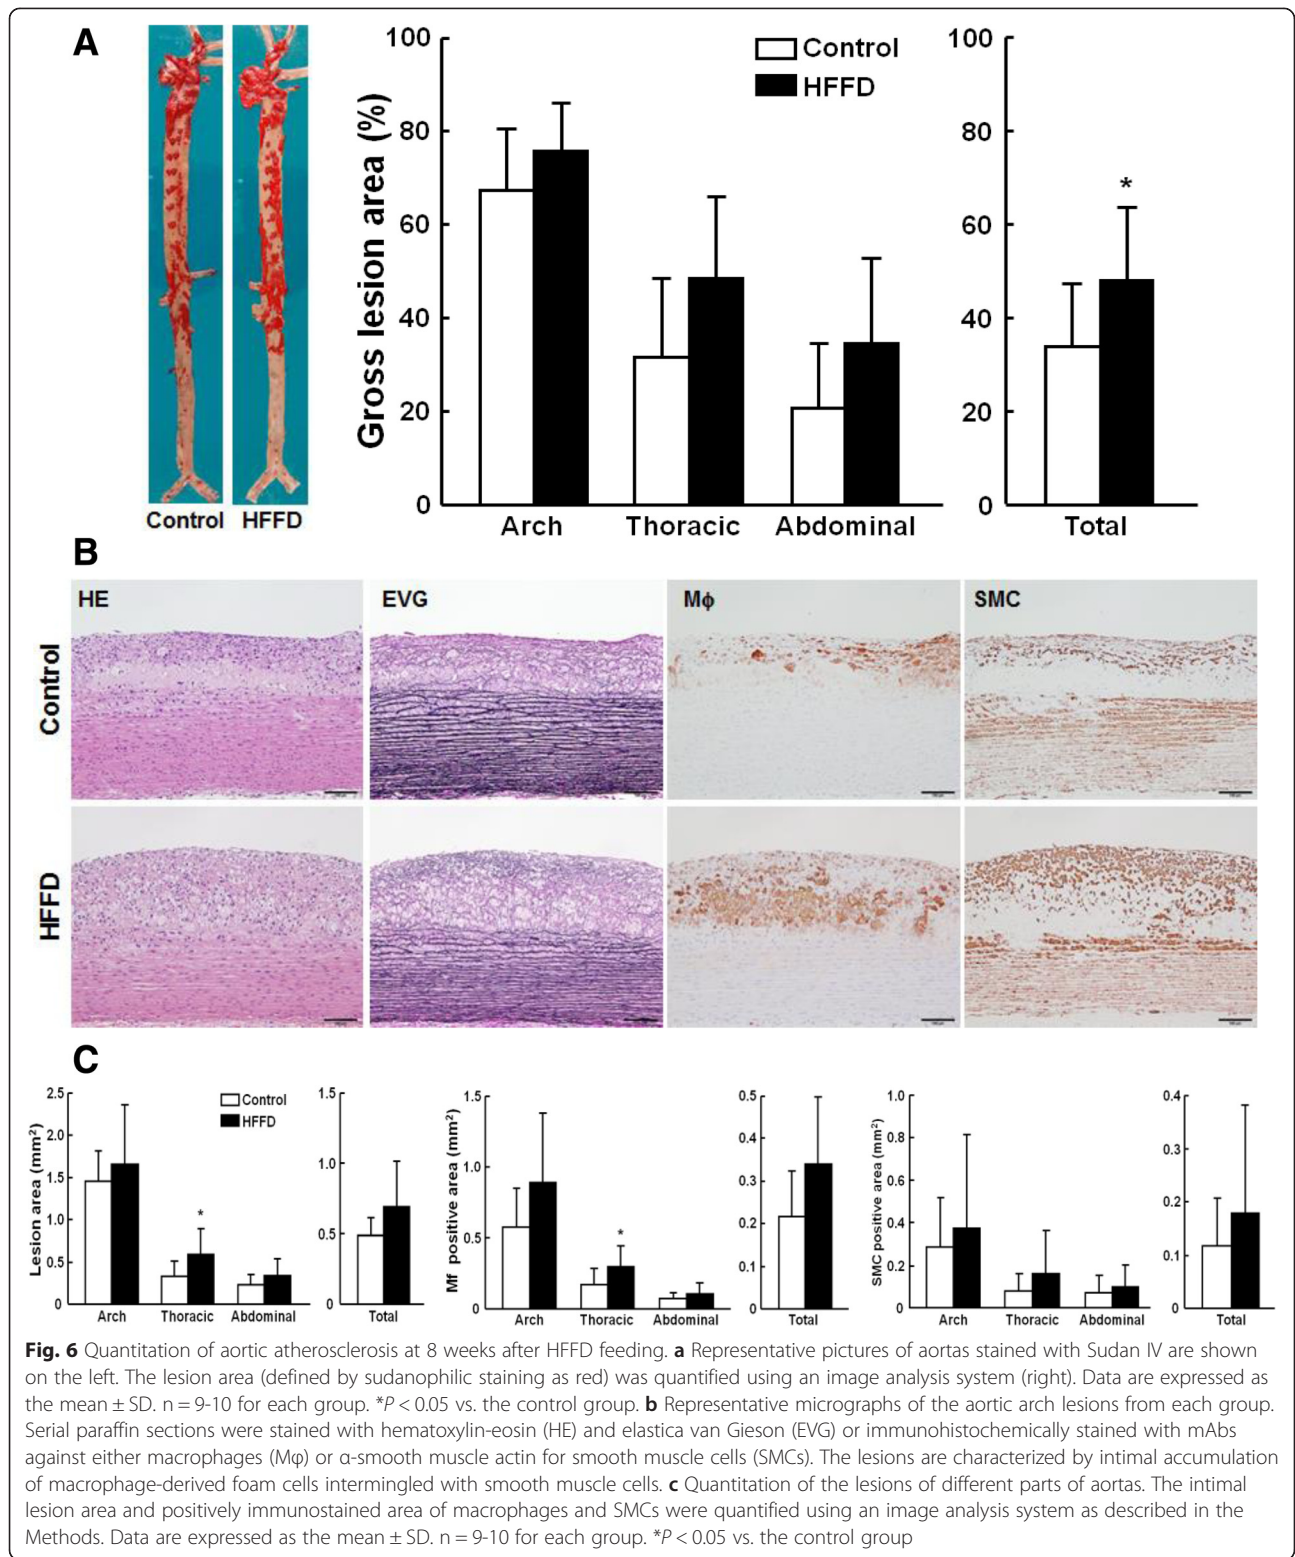 A
100
80
60
40
20
0
Gross lesion area (%)
Control
HFFD
Arch
Thoracic
Abdominal
100
80
60
40
20
0
*
Total
Control
HFFD
B
HE
EVG
Mϕ
SMC
Control
HFFD
C
2.5
2.0
1.5
1.0
0.5
0
Lesion area (mm²)
Control
HFFD
*
Arch
Thoracic
Abdominal
1.5
1.0
0.5
0
Total
1.5
1.0
0.5
0
Mf positive area (mm²)
*
Arch
Thoracic
Abdominal
0.5
0.4
0.3
0.2
0.1
0
Total
1.0
0.8
0.6
0.4
0.2
0
SMC positive area (mm²)
Arch
Thoracic
Abdominal
0.4
0.3
0.2
0.1
0
Total
Fig. 6 Quantitation of aortic atherosclerosis at 8 weeks after HFFD feeding. a Representative pictures of aortas stained with Sudan IV are shown
on the left. The lesion area (defined by sudanophilic staining as red) was quantified using an image analysis system (right). Data are expressed as
the mean ± SD. n = 9-10 for each group. *P < 0.05 vs. the control group. b Representative micrographs of the aortic arch lesions from each group.
Serial paraffin sections were stained with hematoxylin-eosin (HE) and elastica van Gieson (EVG) or immunohistochemically stained with mAbs
against either macrophages (Mφ) or α-smooth muscle actin for smooth muscle cells (SMCs). The lesions are characterized by intimal accumulation
of macrophage-derived foam cells intermingled with smooth muscle cells. c Quantitation of the lesions of different parts of aortas. The intimal
lesion area and positively immunostained area of macrophages and SMCs were quantified using an image analysis system as described in the
Methods. Data are expressed as the mean ± SD. n = 9-10 for each group. *P < 0.05 vs. the control group